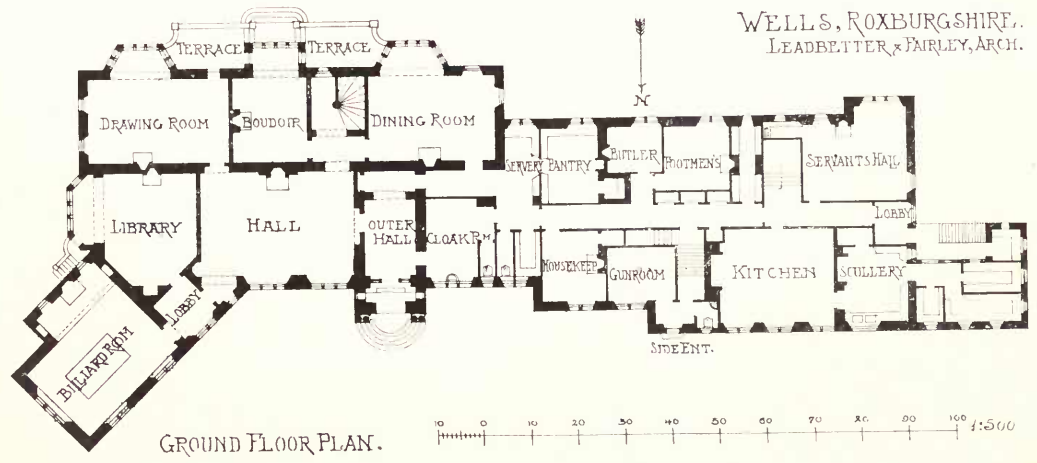 WELLS, ROXBURGSHIRE.
LEADBETTER & FAIRLEY, ARCH.
TERRACE TERRACE
N
DRAWING ROOM BOUDOIR DINING ROOM
SERVERY PANTRY BUTLER FOOTMEN'S SERVANTS HALL
LIBRARY HALL OUTER HALL CLOAK RM. LOBBY
HOUSEKEEP GUNROOM KITCHEN SCULLERY
LOBBY
BILLIARD ROOM
SIDE ENT.
GROUND FLOOR PLAN.
10 0 10 20 30 40 50 60 70 80 90 100 1:500